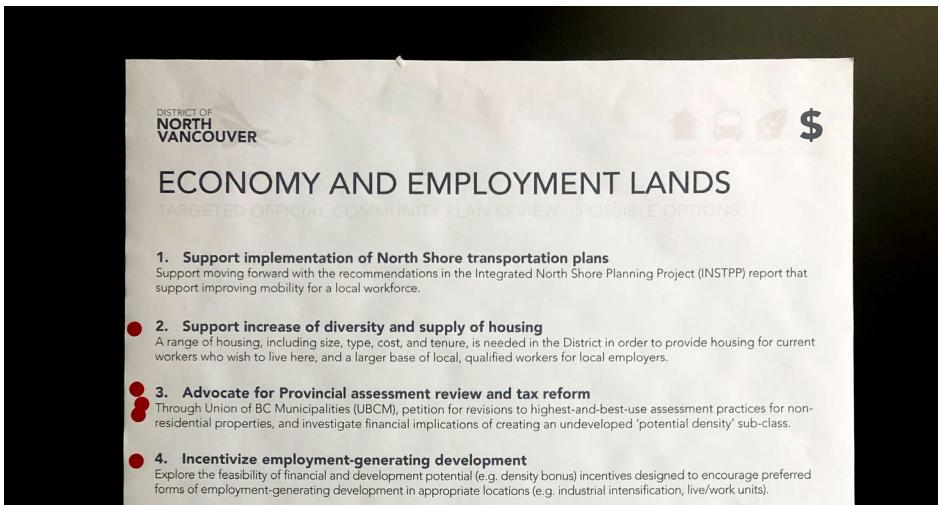 DISTRICT OF
NORTH
VANCOUVER
$
ECONOMY AND EMPLOYMENT LANDS
TARGETED OFFICIAL COMMUNITY PLAN REVIEW - POSSIBLE OPTIONS
1. Support implementation of North Shore transportation plans
Support moving forward with the recommendations in the Integrated North Shore Planning Project (INSTPP) report that
support improving mobility for a local workforce.
2. Support increase of diversity and supply of housing
A range of housing, including size, type, cost, and tenure, is needed in the District in order to provide housing for current
workers who wish to live here, and a larger base of local, qualified workers for local employers.
3. Advocate for Provincial assessment review and tax reform
Through Union of BC Municipalities (UBCM), petition for revisions to highest-and-best-use assessment practices for non-
residential properties, and investigate financial implications of creating an undeveloped 'potential density' sub-class.
4. Incentivize employment-generating development
Explore the feasibility of financial and development potential (e.g. density bonus) incentives designed to encourage preferred
forms of employment-generating development in appropriate locations (e.g. industrial intensification, live/work units).